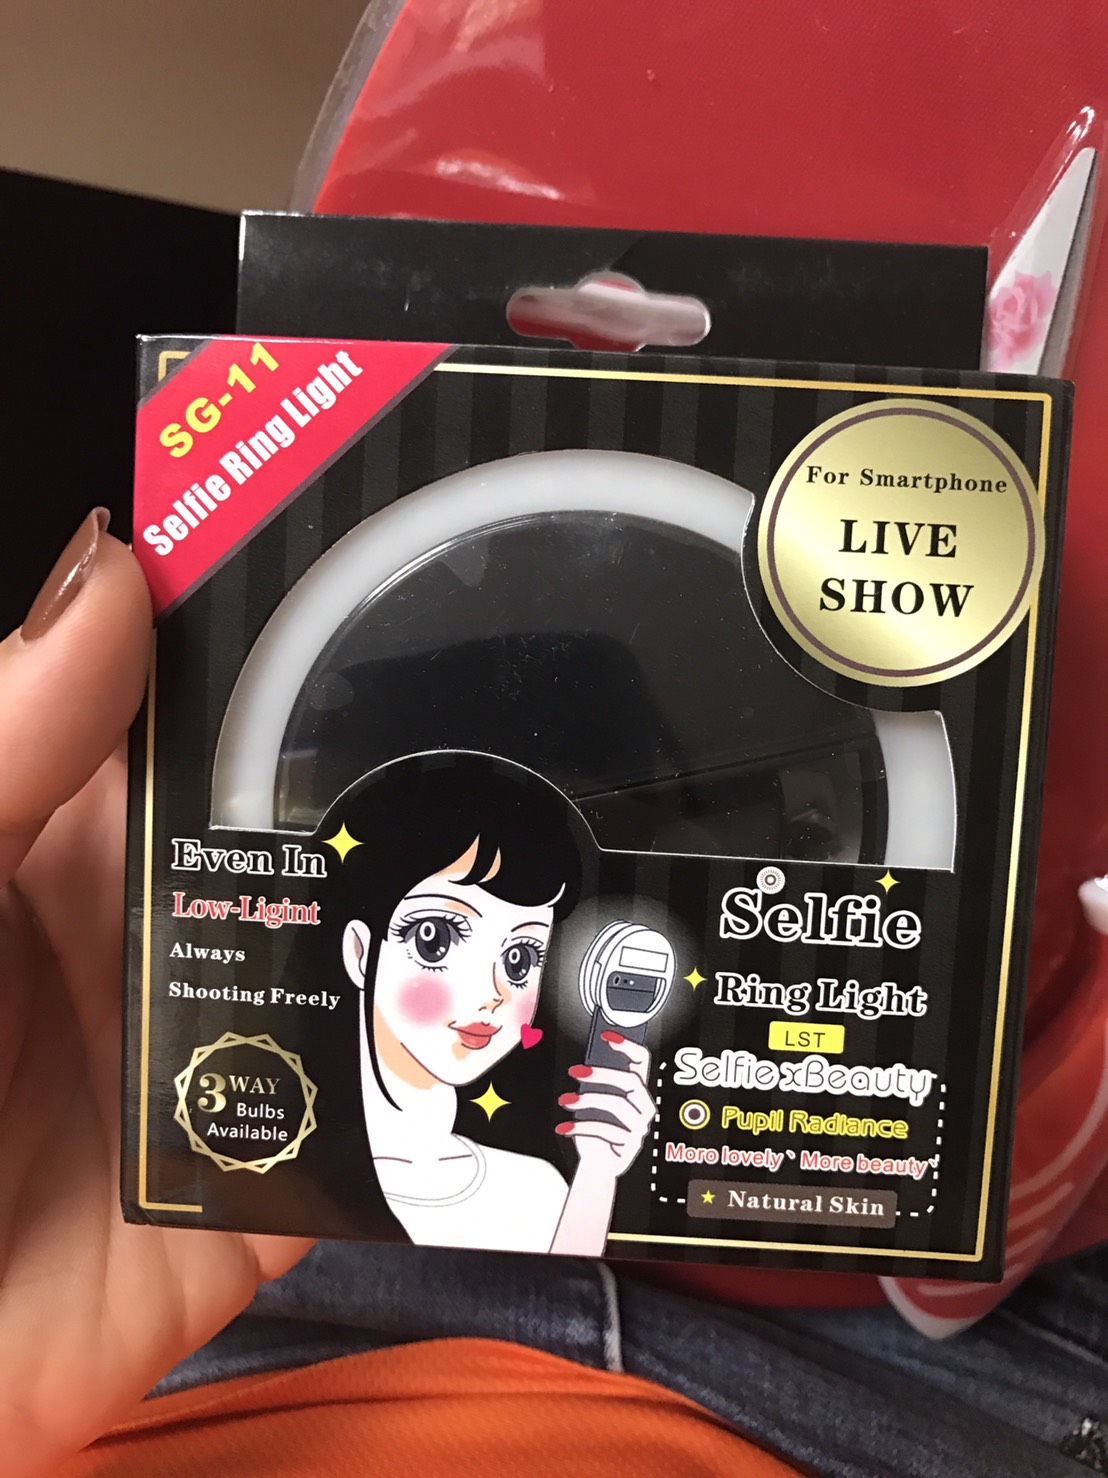 SG-11
Selfie Ring Light
For Smartphone
LIVE
SHOW
Even In
Low-Ligint
Always
Shooting Freely
3 WAY
Bulbs
Available
Selfie
Ring Light
LST
Selfie xBeauty
Pupil Radiance
Moro lovely、More beauty、
Natural Skin